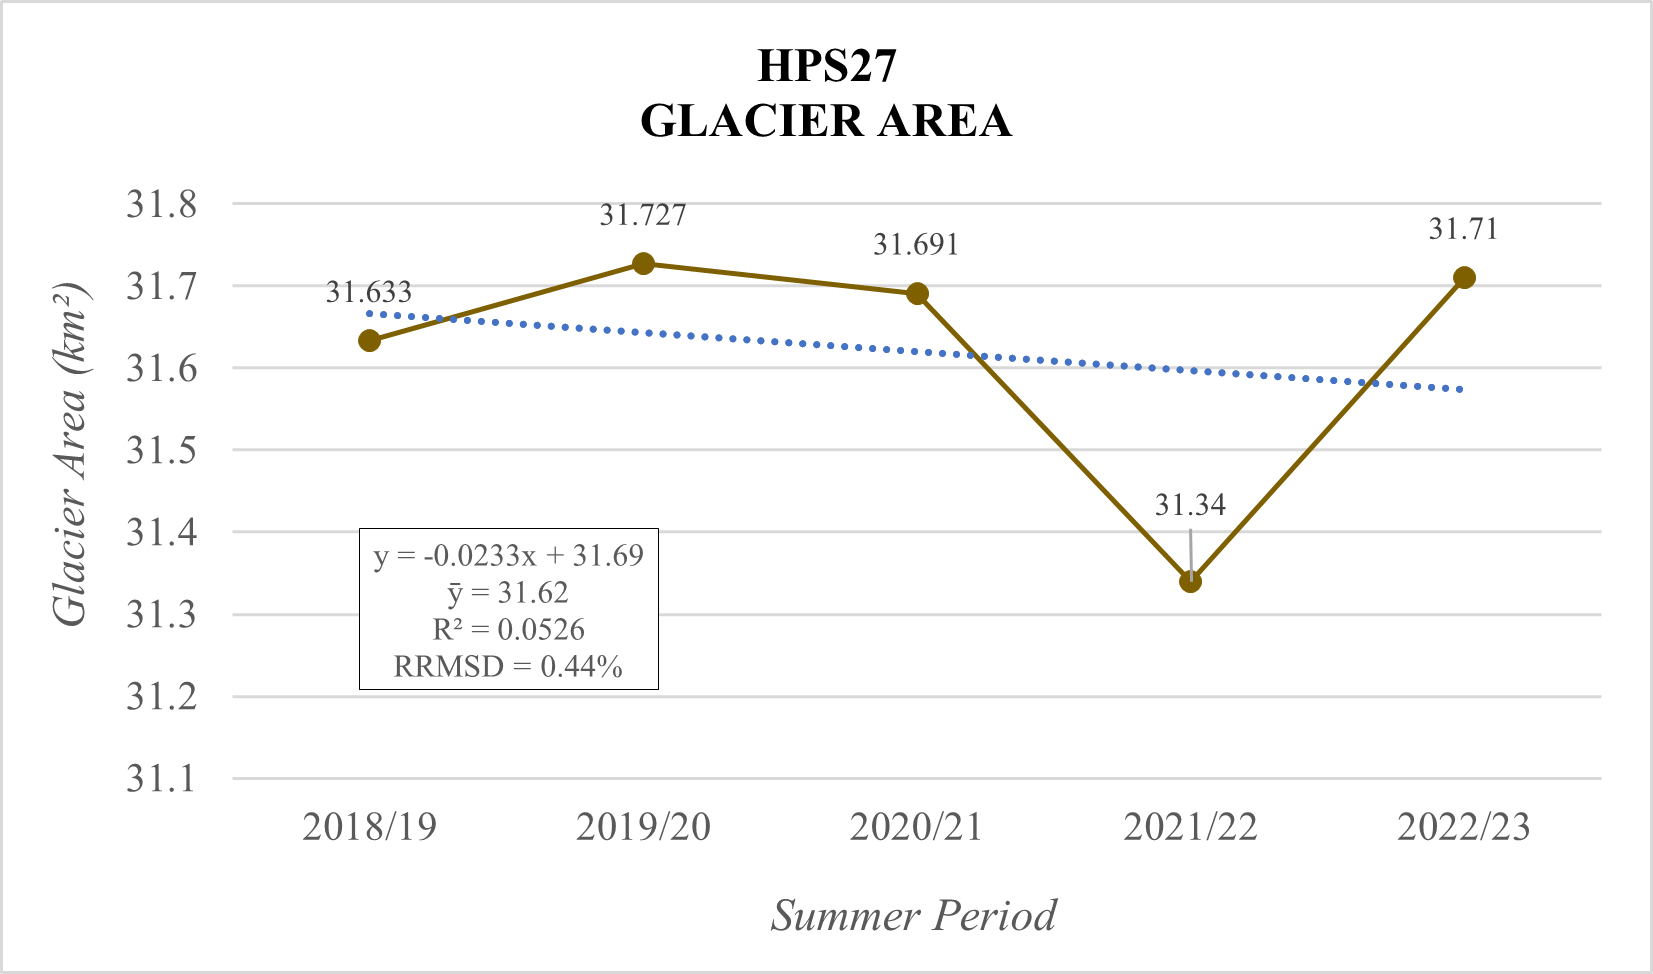 HPS27
GLACIER AREA
Glacier Area (km²)
31.8
31.7
31.6
31.5
31.4
31.3
31.2
31.1
31.633
31.727
31.691
31.34
31.71
y = -0.0233x + 31.69
ȳ = 31.62
R² = 0.0526
RRMSD = 0.44%
2018/19
2019/20
2020/21
2021/22
2022/23
Summer Period